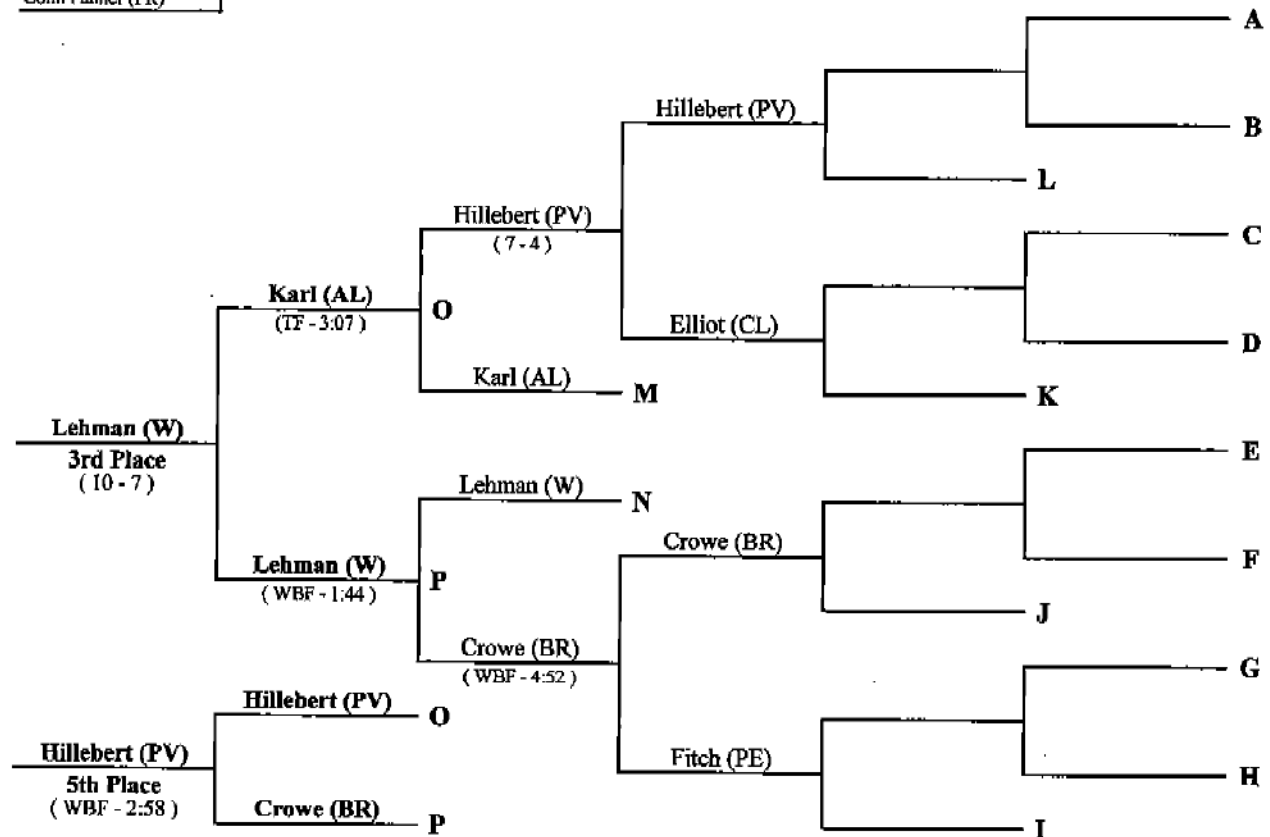 A
Hillebert (PV)
B
L
Hillebert (PV)
( 7 - 4 )
C
Karl (AL)
(TF - 3:07 )
O
Elliot (CL)
D
Karl (AL)
M
K
Lehman (W)
3rd Place
( 10 - 7 )
E
Lehman (W)
N
Crowe (BR)
F
Lehman (W)
( WBF - 1:44 )
P
J
Crowe (BR)
( WBF - 4:52 )
G
Hillebert (PV)
O
Hillebert (PV)
5th Place
( WBF - 2:58 )
Fitch (PE)
H
Crowe (BR)
P
I